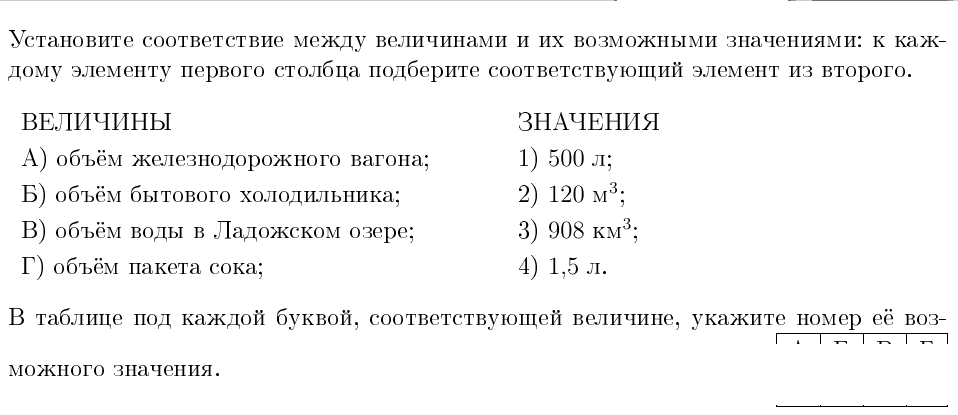 Установите соответствие между величинами и их возможными значениями: к каж-
дому элементу первого столбца подберите соответствующий элемент из второго.
ВЕЛИЧИНЫ ЗНАЧЕНИЯ
А) объём железнодорожного вагона; 1) 500 л;
Б) объём бытового холодильника; 2) 120 м³;
В) объём воды в Ладожском озере; 3) 908 км³;
Г) объём пакета сока; 4) 1,5 л.
В таблице под каждой буквой, соответствующей величине, укажите номер её воз-
можного значения.